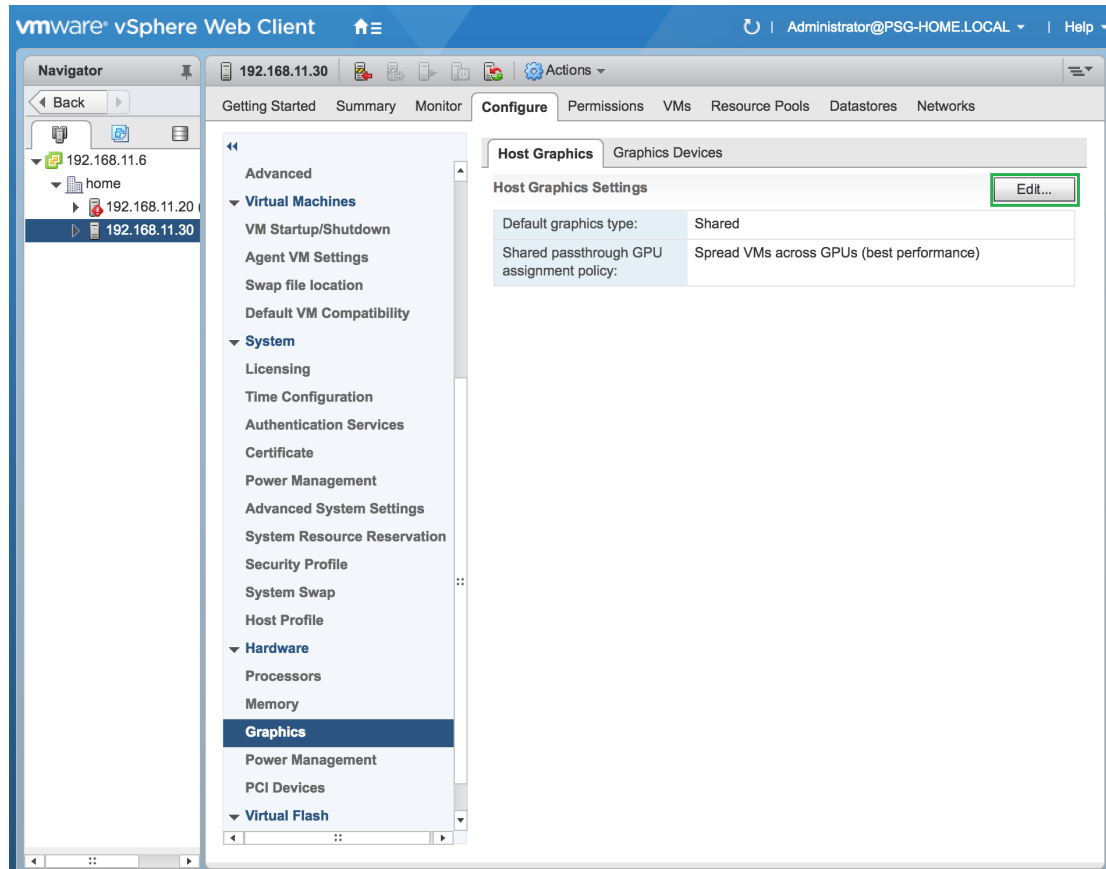 vmware® vSphere Web Client
Administrator@PSG-HOME.LOCAL
Help
Navigator
192.168.11.30
Actions
Back
Getting Started Summary Monitor Configure Permissions VMs Resource Pools Datastores Networks
192.168.11.6
home
192.168.11.20
192.168.11.30
Advanced
Virtual Machines
VM Startup/Shutdown
Agent VM Settings
Swap file location
Default VM Compatibility
System
Licensing
Time Configuration
Authentication Services
Certificate
Power Management
Advanced System Settings
System Resource Reservation
Security Profile
System Swap
Host Profile
Hardware
Processors
Memory
Graphics
Power Management
PCI Devices
Virtual Flash
Host Graphics Graphics Devices
Host Graphics Settings
Edit...
Default graphics type: Shared
Shared passthrough GPU
assignment policy:
Spread VMs across GPUs (best performance)